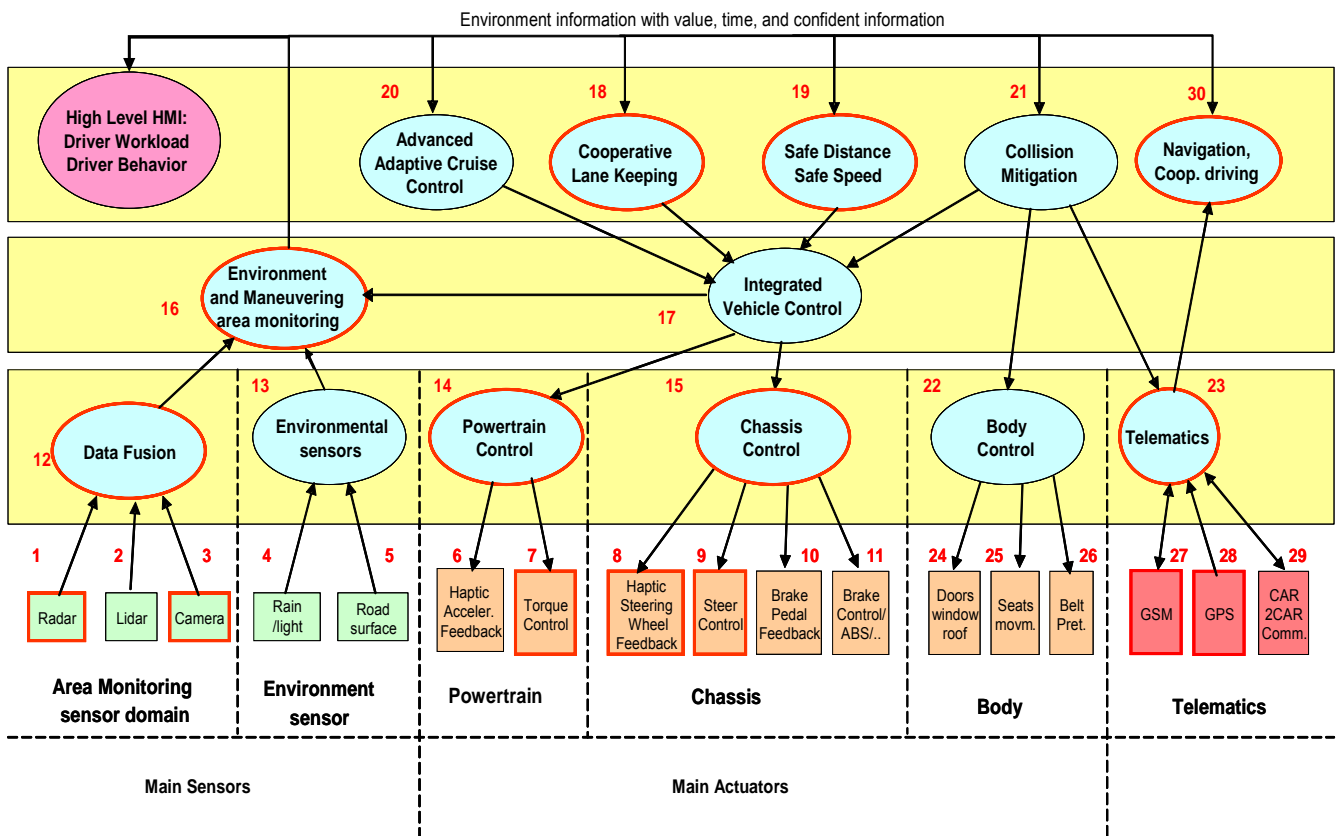 Environment information with value, time, and confident information
20
18
19
21
30
High Level HMI:
Driver Workload
Driver Behavior
Advanced
Adaptive Cruise
Control
Cooperative
Lane Keeping
Safe Distance
Safe Speed
Collision
Mitigation
Navigation,
Coop. driving
Environment
and Maneuvering
area monitoring
16
Integrated
Vehicle Control
17
13
14
15
22
23
12
Data Fusion
Environmental
sensors
Powertrain
Control
Chassis
Control
Body
Control
Telematics
1
2
3
4
5
6
7
8
9
10
11
24
25
26
27
28
29
Radar
Lidar
Camera
Rain
/light
Road
surface
Haptic
Acceler.
Feedback
Torque
Control
Haptic
Steering
Wheel
Feedback
Steer
Control
Brake
Pedal
Feedback
Brake
Control/
ABS/..
Doors
window
roof
Seats
movm.
Belt
Pret.
GSM
GPS
CAR
2CAR
Comm.
Area Monitoring
sensor domain
Environment
sensor
Powertrain
Chassis
Body
Telematics
Main Sensors
Main Actuators